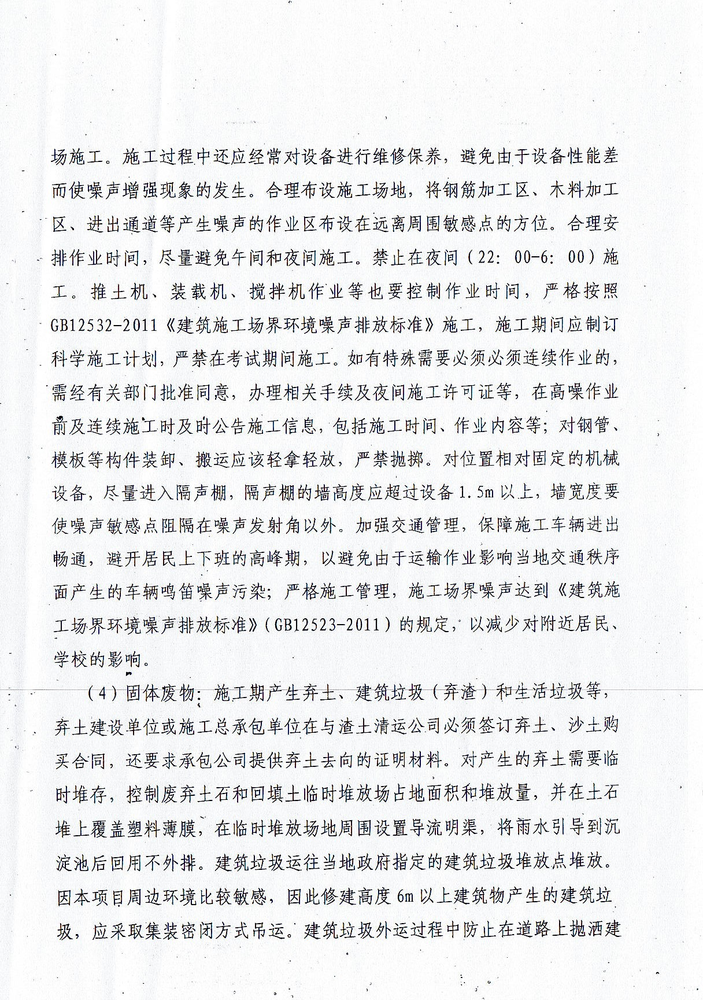 场施工。施工过程中还应经常对设备进行维修保养，避免由于设备性能差
而使噪声增强现象的发生。合理布设施工场地，将钢筋加工区、木料加工
区、进出通道等产生噪声的作业区布设在远离周围敏感点的方位。合理安
排作业时间，尽量避免午间和夜间施工。禁止在夜间（22：00-6：00）施
工。推土机、装载机、搅拌机作业等也要控制作业时间，严格按照
GB12532-2011《建筑施工场界环境噪声排放标准》施工，施工期间应制订
科学施工计划，严禁在考试期间施工。如有特殊需要必须必须连续作业的，
需经有关部门批准同意，办理相关手续及夜间施工许可证等，在高噪作业
前及连续施工时及时公告施工信息，包括施工时间、作业内容等；对钢管、
模板等构件装卸、搬运应该轻拿轻放，严禁抛掷。对位置相对固定的机械
设备，尽量进入隔声棚，隔声棚的墙高度应超过设备1.5m以上，墙宽度要
使噪声敏感点阻隔在噪声发射角以外。加强交通管理，保障施工车辆进出
畅通，避开居民上下班的高峰期，以避免由于运输作业影响当地交通秩序
面产生的车辆鸣笛噪声污染；严格施工管理，施工场界噪声达到《建筑施
工场界环境噪声排放标准》（GB12523-2011）的规定，以减少对附近居民、
学校的影响。
（4）固体废物：施工期产生弃土、建筑垃圾（弃渣）和生活垃圾等，
弃土建设单位或施工总承包单位在与渣土清运公司必须签订弃土、沙土购
买合同，还要求承包公司提供弃土去向的证明材料。对产生的弃土需要临
时堆存，控制废弃土石和回填土临时堆放场占地面积和堆放量，并在土石
堆上覆盖塑料薄膜，在临时堆放场地周围设置导流明渠，将雨水引导到沉
淀池后回用不外排。建筑垃圾运往当地政府指定的建筑垃圾堆放点堆放。
因本项目周边环境比较敏感，因此修建高度6m以上建筑物产生的建筑垃
圾，应采取集装密闭方式吊运。建筑垃圾外运过程中防止在道路上抛洒建